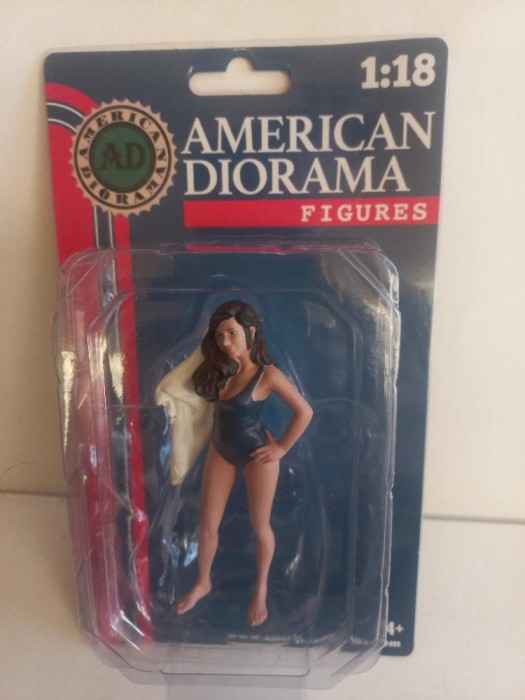 1:18
AMERICAN DIORAMA
AD
AMERICAN
DIORAMA
FIGURES